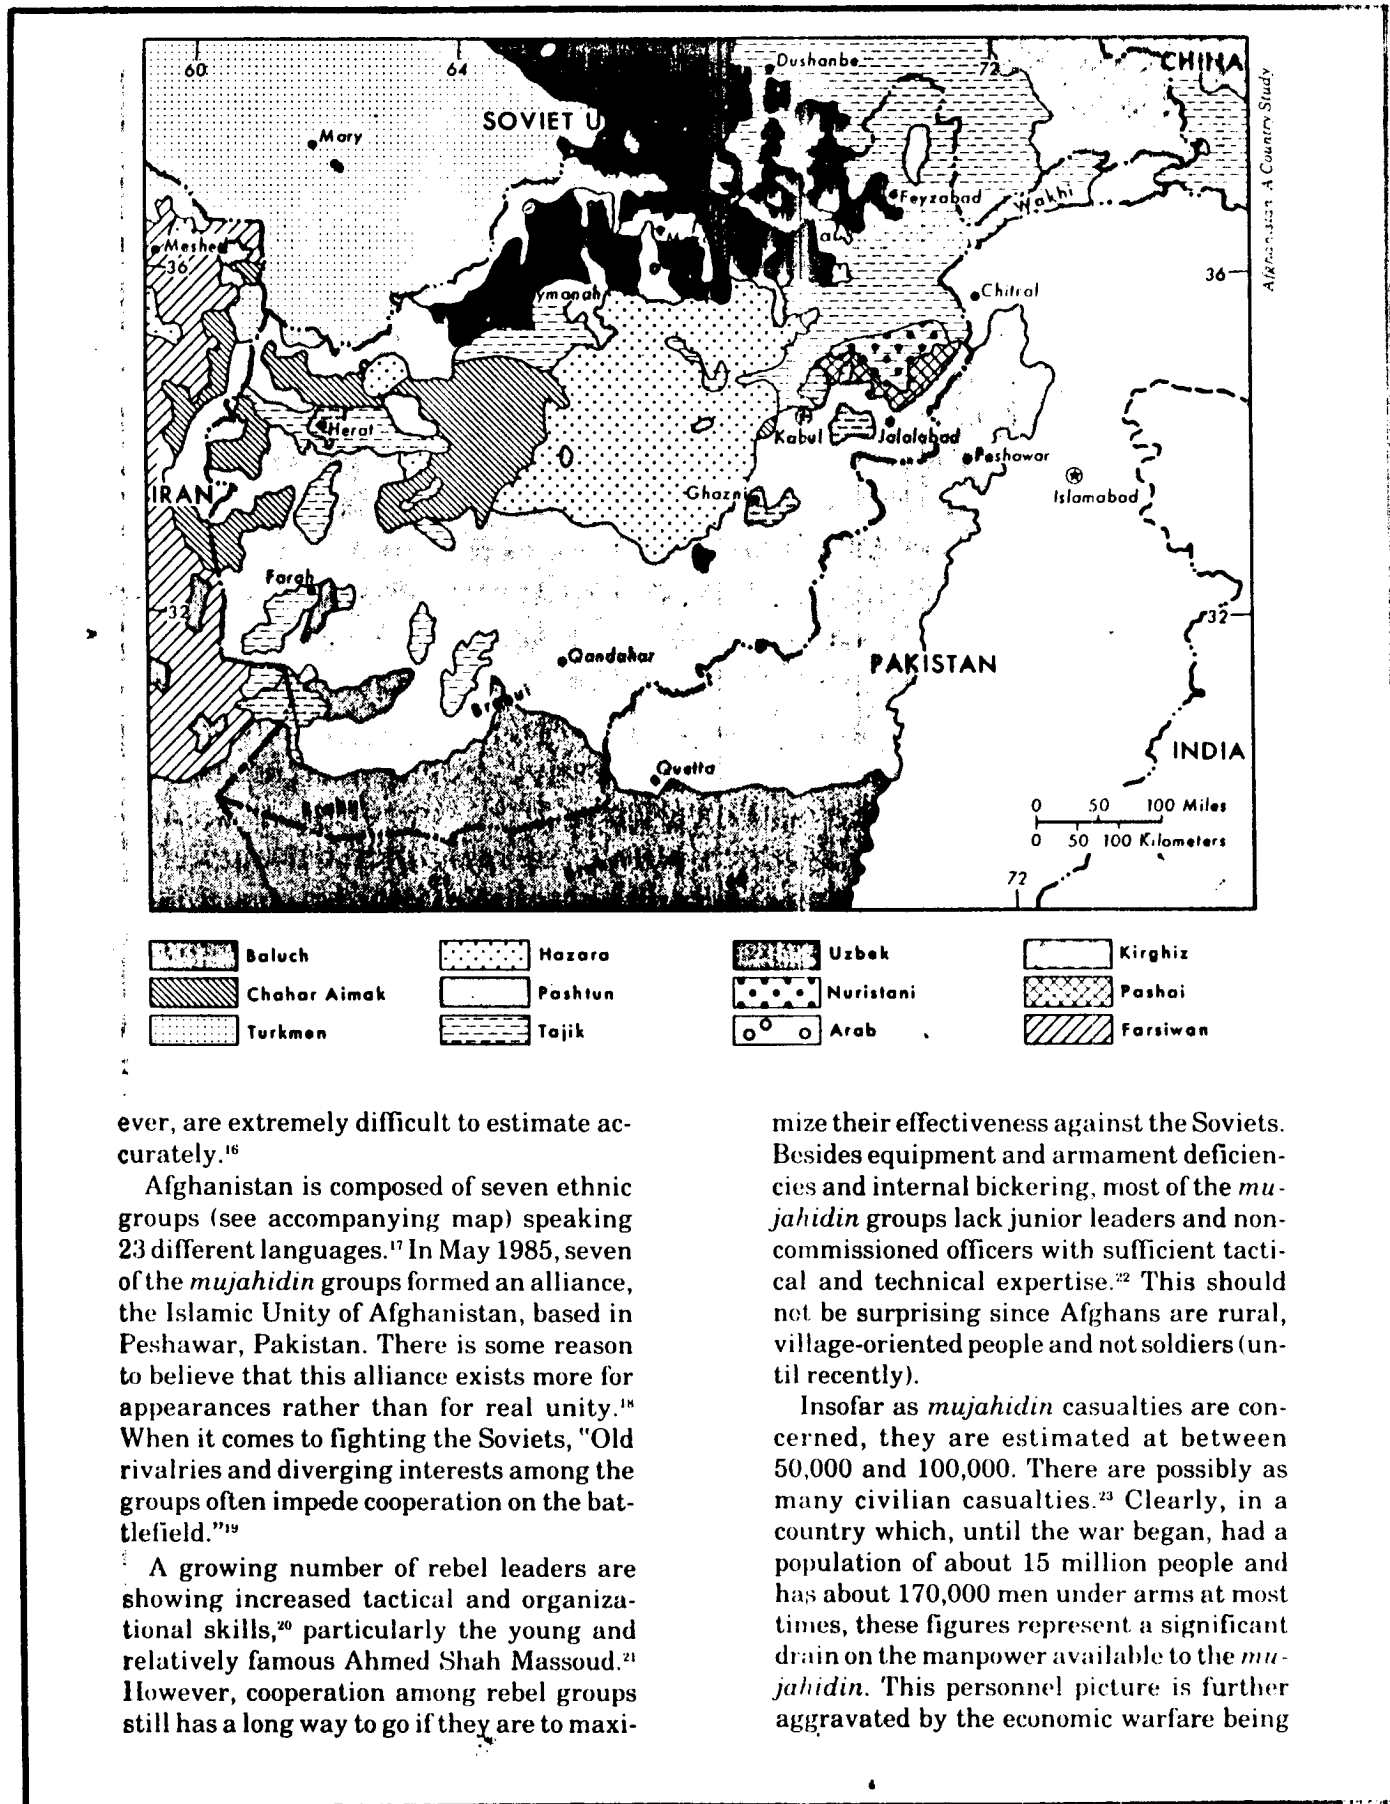 60
64
72
CHINA
Dushanbe
SOVIET U
Mary
Afghanistan A Country Study
Feyzabad
Wakhi
Meshed
36
36
ymanah
Chitral
Herat
Kabul
Jalalabad
Peshawar
IRAN
Ghazni
Islamabad
Farah
32
32
Qandahar
PAKISTAN
Brahui
INDIA
Quetta
Brahui
0 50 100 Miles
0 50 100 Kilometers
72
Baluch
Hazara
Uzbek
Kirghiz
Chahar Aimak
Pashtun
Nuristani
Pashai
Turkmen
Tajik
Arab
Farsiwan
ever, are extremely difficult to estimate ac-
curately.¹⁶
Afghanistan is composed of seven ethnic
groups (see accompanying map) speaking
23 different languages.¹⁷ In May 1985, seven
of the mujahidin groups formed an alliance,
the Islamic Unity of Afghanistan, based in
Peshawar, Pakistan. There is some reason
to believe that this alliance exists more for
appearances rather than for real unity.¹⁸
When it comes to fighting the Soviets, "Old
rivalries and diverging interests among the
groups often impede cooperation on the bat-
tlefield."¹⁹
A growing number of rebel leaders are
showing increased tactical and organiza-
tional skills,²⁰ particularly the young and
relatively famous Ahmed Shah Massoud.²¹
However, cooperation among rebel groups
still has a long way to go if they are to maxi-
mize their effectiveness against the Soviets.
Besides equipment and armament deficien-
cies and internal bickering, most of the mu-
jahidin groups lack junior leaders and non-
commissioned officers with sufficient tacti-
cal and technical expertise.²² This should
not be surprising since Afghans are rural,
village-oriented people and not soldiers (un-
til recently).
Insofar as mujahidin casualties are con-
cerned, they are estimated at between
50,000 and 100,000. There are possibly as
many civilian casualties.²³ Clearly, in a
country which, until the war began, had a
population of about 15 million people and
has about 170,000 men under arms at most
times, these figures represent a significant
drain on the manpower available to the mu-
jahidin. This personnel picture is further
aggravated by the economic warfare being